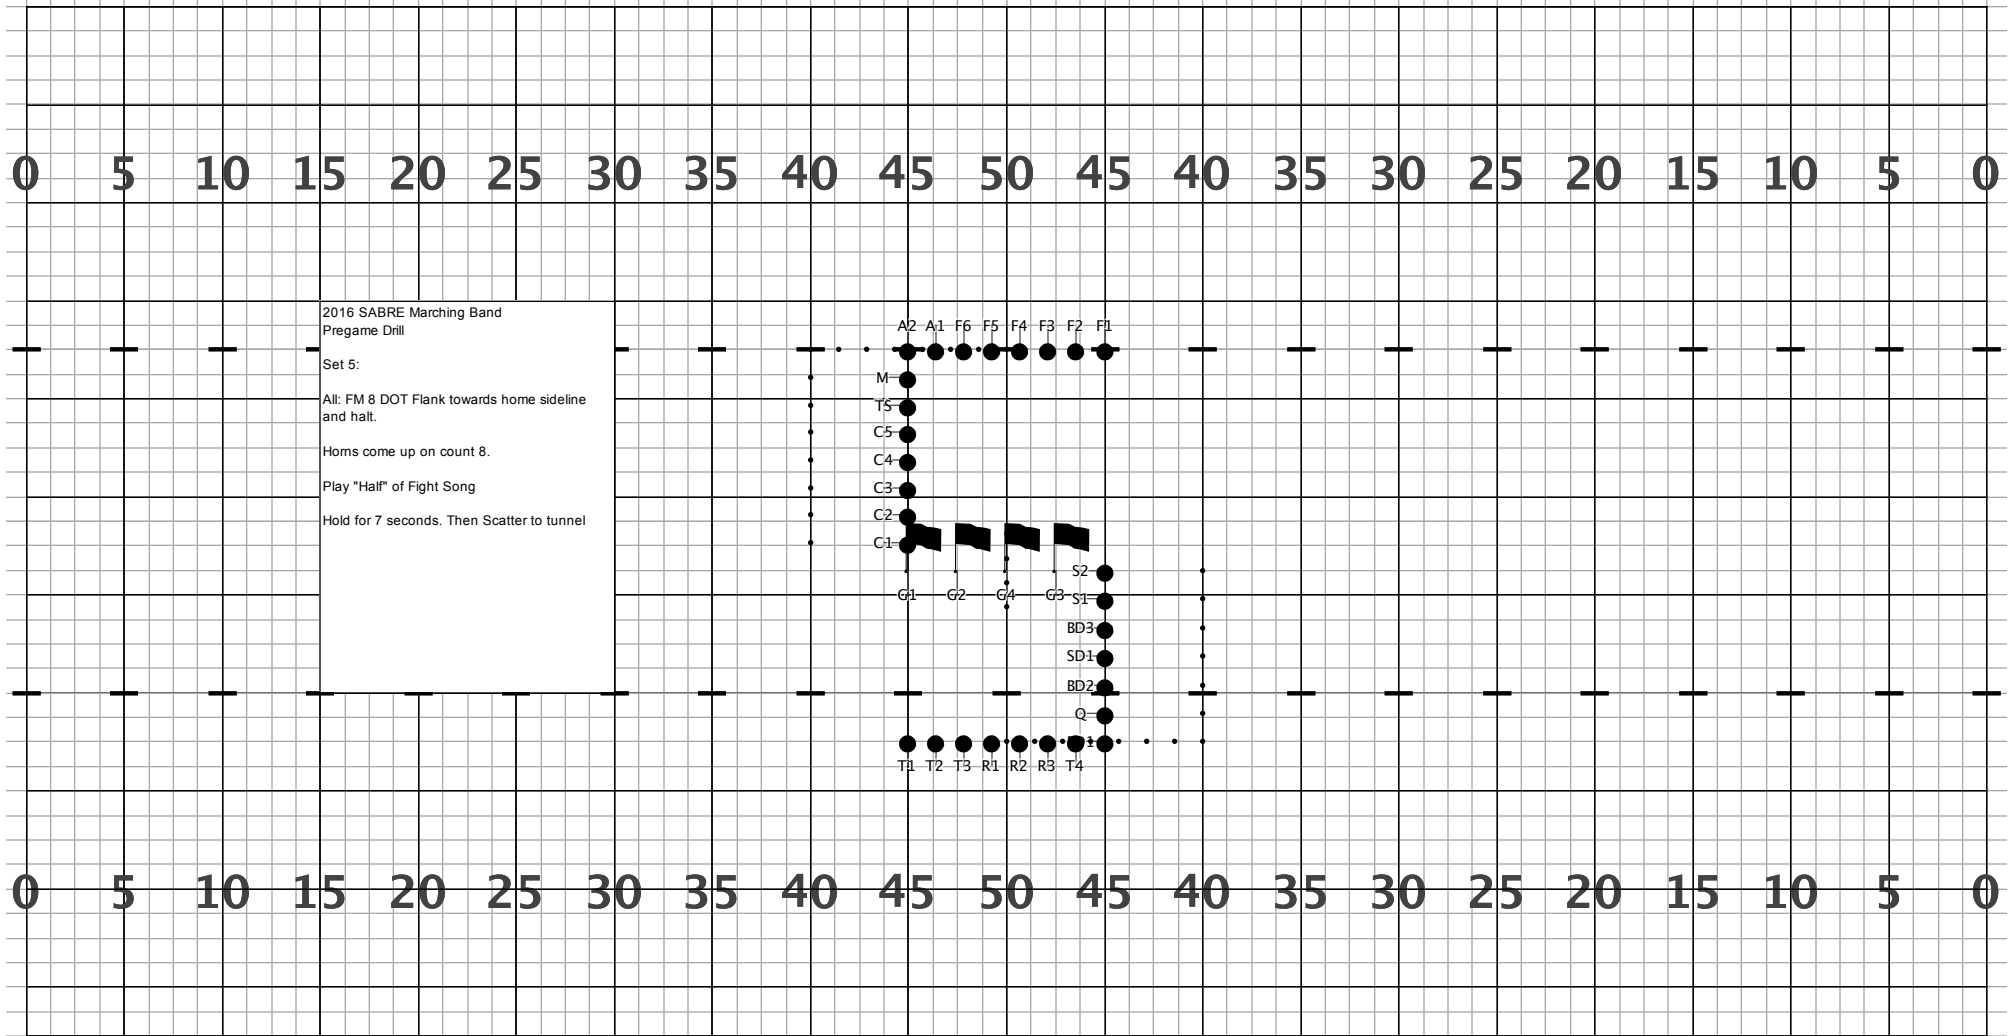 0 5 10 15 20 25 30 35 40 45 50 45 40 35 30 25 20 15 10 5 0
2016 SABRE Marching Band
Pregame Drill
Set 5:
All: FM 8 DOT Flank towards home sideline
and halt.
Horns come up on count 8.
Play "Half" of Fight Song
Hold for 7 seconds. Then Scatter to tunnel
A2 A1 F6 F5 F4 F3 F2 F1
M
TS
C5
C4
C3
C2
C1
S2
G1 G2 G4 G3 S1
BD3
SD1
BD2
Q
T1 T2 T3 R1 R2 R3 T4
0 5 10 15 20 25 30 35 40 45 50 45 40 35 30 25 20 15 10 5 0